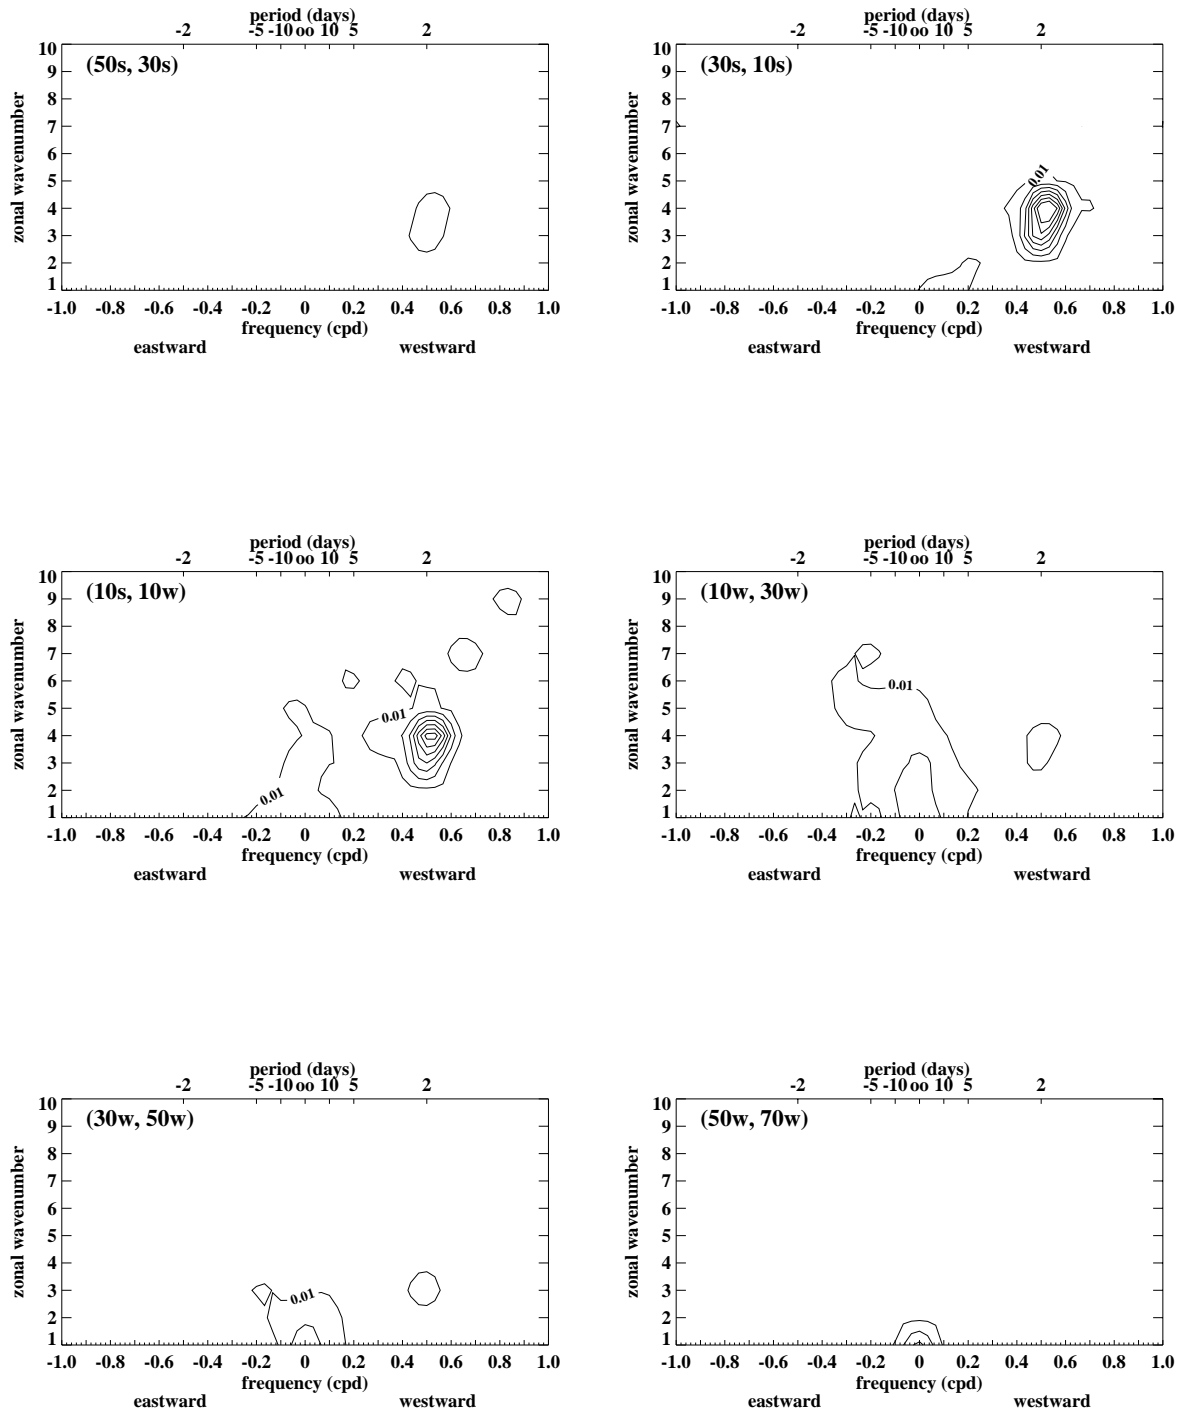 period (days)
-2 -5 -10 oo 10 5 2
10
(50s, 30s)
9
8
7
6
5
4
3
2
1
zonal wavenumber
-1.0 -0.8 -0.6 -0.4 -0.2 0 0.2 0.4 0.6 0.8 1.0
frequency (cpd)
eastward westward
period (days)
-2 -5 -10 oo 10 5 2
10
(30s, 10s)
9
8
7
6
5
4
3
2
1
zonal wavenumber
0.01
-1.0 -0.8 -0.6 -0.4 -0.2 0 0.2 0.4 0.6 0.8 1.0
frequency (cpd)
eastward westward
period (days)
-2 -5 -10 oo 10 5 2
10
(10s, 10w)
9
8
7
6
5
4
3
2
1
zonal wavenumber
0.01
0.01
-1.0 -0.8 -0.6 -0.4 -0.2 0 0.2 0.4 0.6 0.8 1.0
frequency (cpd)
eastward westward
period (days)
-2 -5 -10 oo 10 5 2
10
(10w, 30w)
9
8
7
6
5
4
3
2
1
zonal wavenumber
0.01
-1.0 -0.8 -0.6 -0.4 -0.2 0 0.2 0.4 0.6 0.8 1.0
frequency (cpd)
eastward westward
period (days)
-2 -5 -10 oo 10 5 2
10
(30w, 50w)
9
8
7
6
5
4
3
2
1
zonal wavenumber
0.01
-1.0 -0.8 -0.6 -0.4 -0.2 0 0.2 0.4 0.6 0.8 1.0
frequency (cpd)
eastward westward
period (days)
-2 -5 -10 oo 10 5 2
10
(50w, 70w)
9
8
7
6
5
4
3
2
1
zonal wavenumber
-1.0 -0.8 -0.6 -0.4 -0.2 0 0.2 0.4 0.6 0.8 1.0
frequency (cpd)
eastward westward